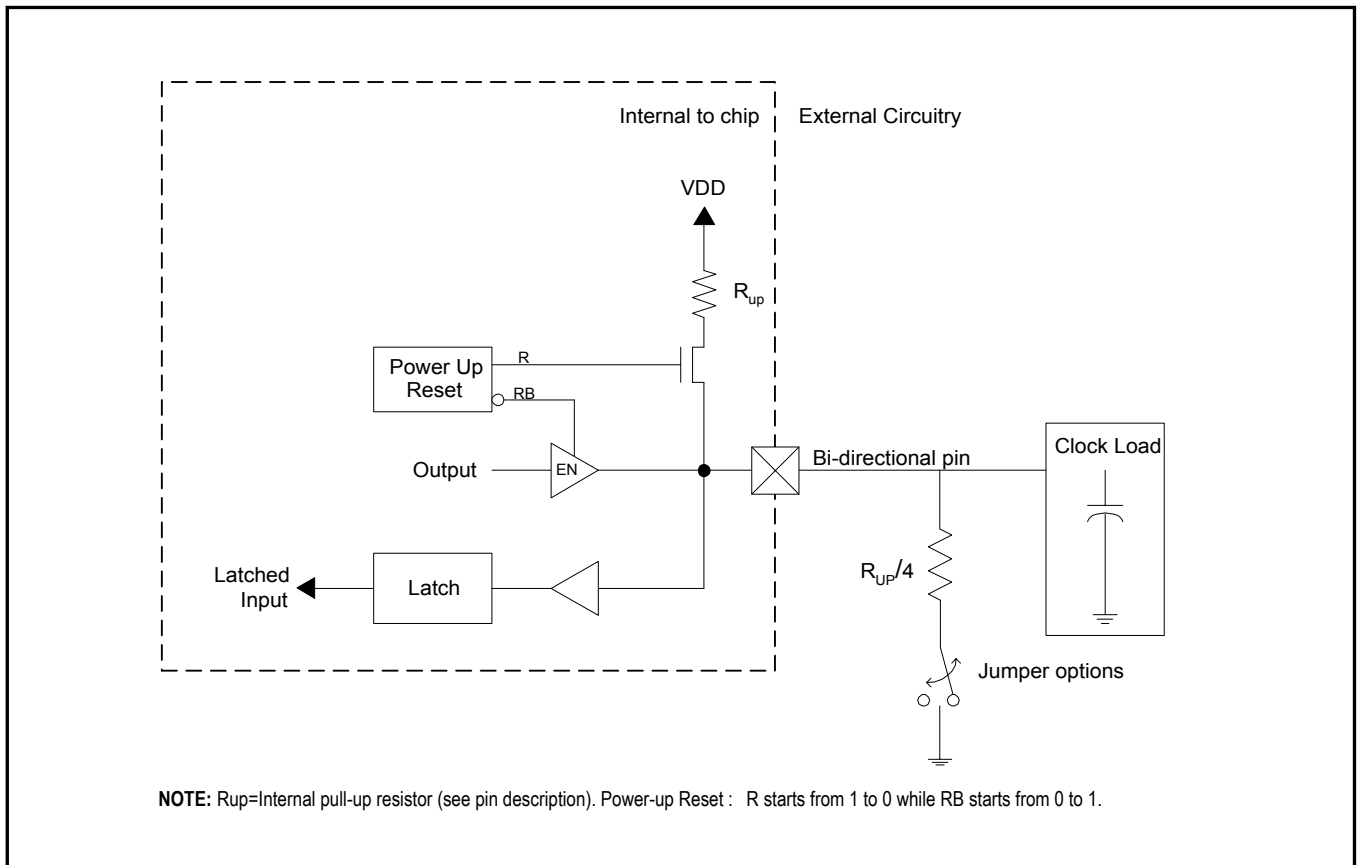 Internal to chip
External Circuitry
VDD
Rup
Power Up
Reset
R
RB
Output
EN
Bi-directional pin
Clock Load
Latched
Input
Latch
RUP/4
Jumper options
NOTE: Rup=Internal pull-up resistor (see pin description). Power-up Reset : R starts from 1 to 0 while RB starts from 0 to 1.